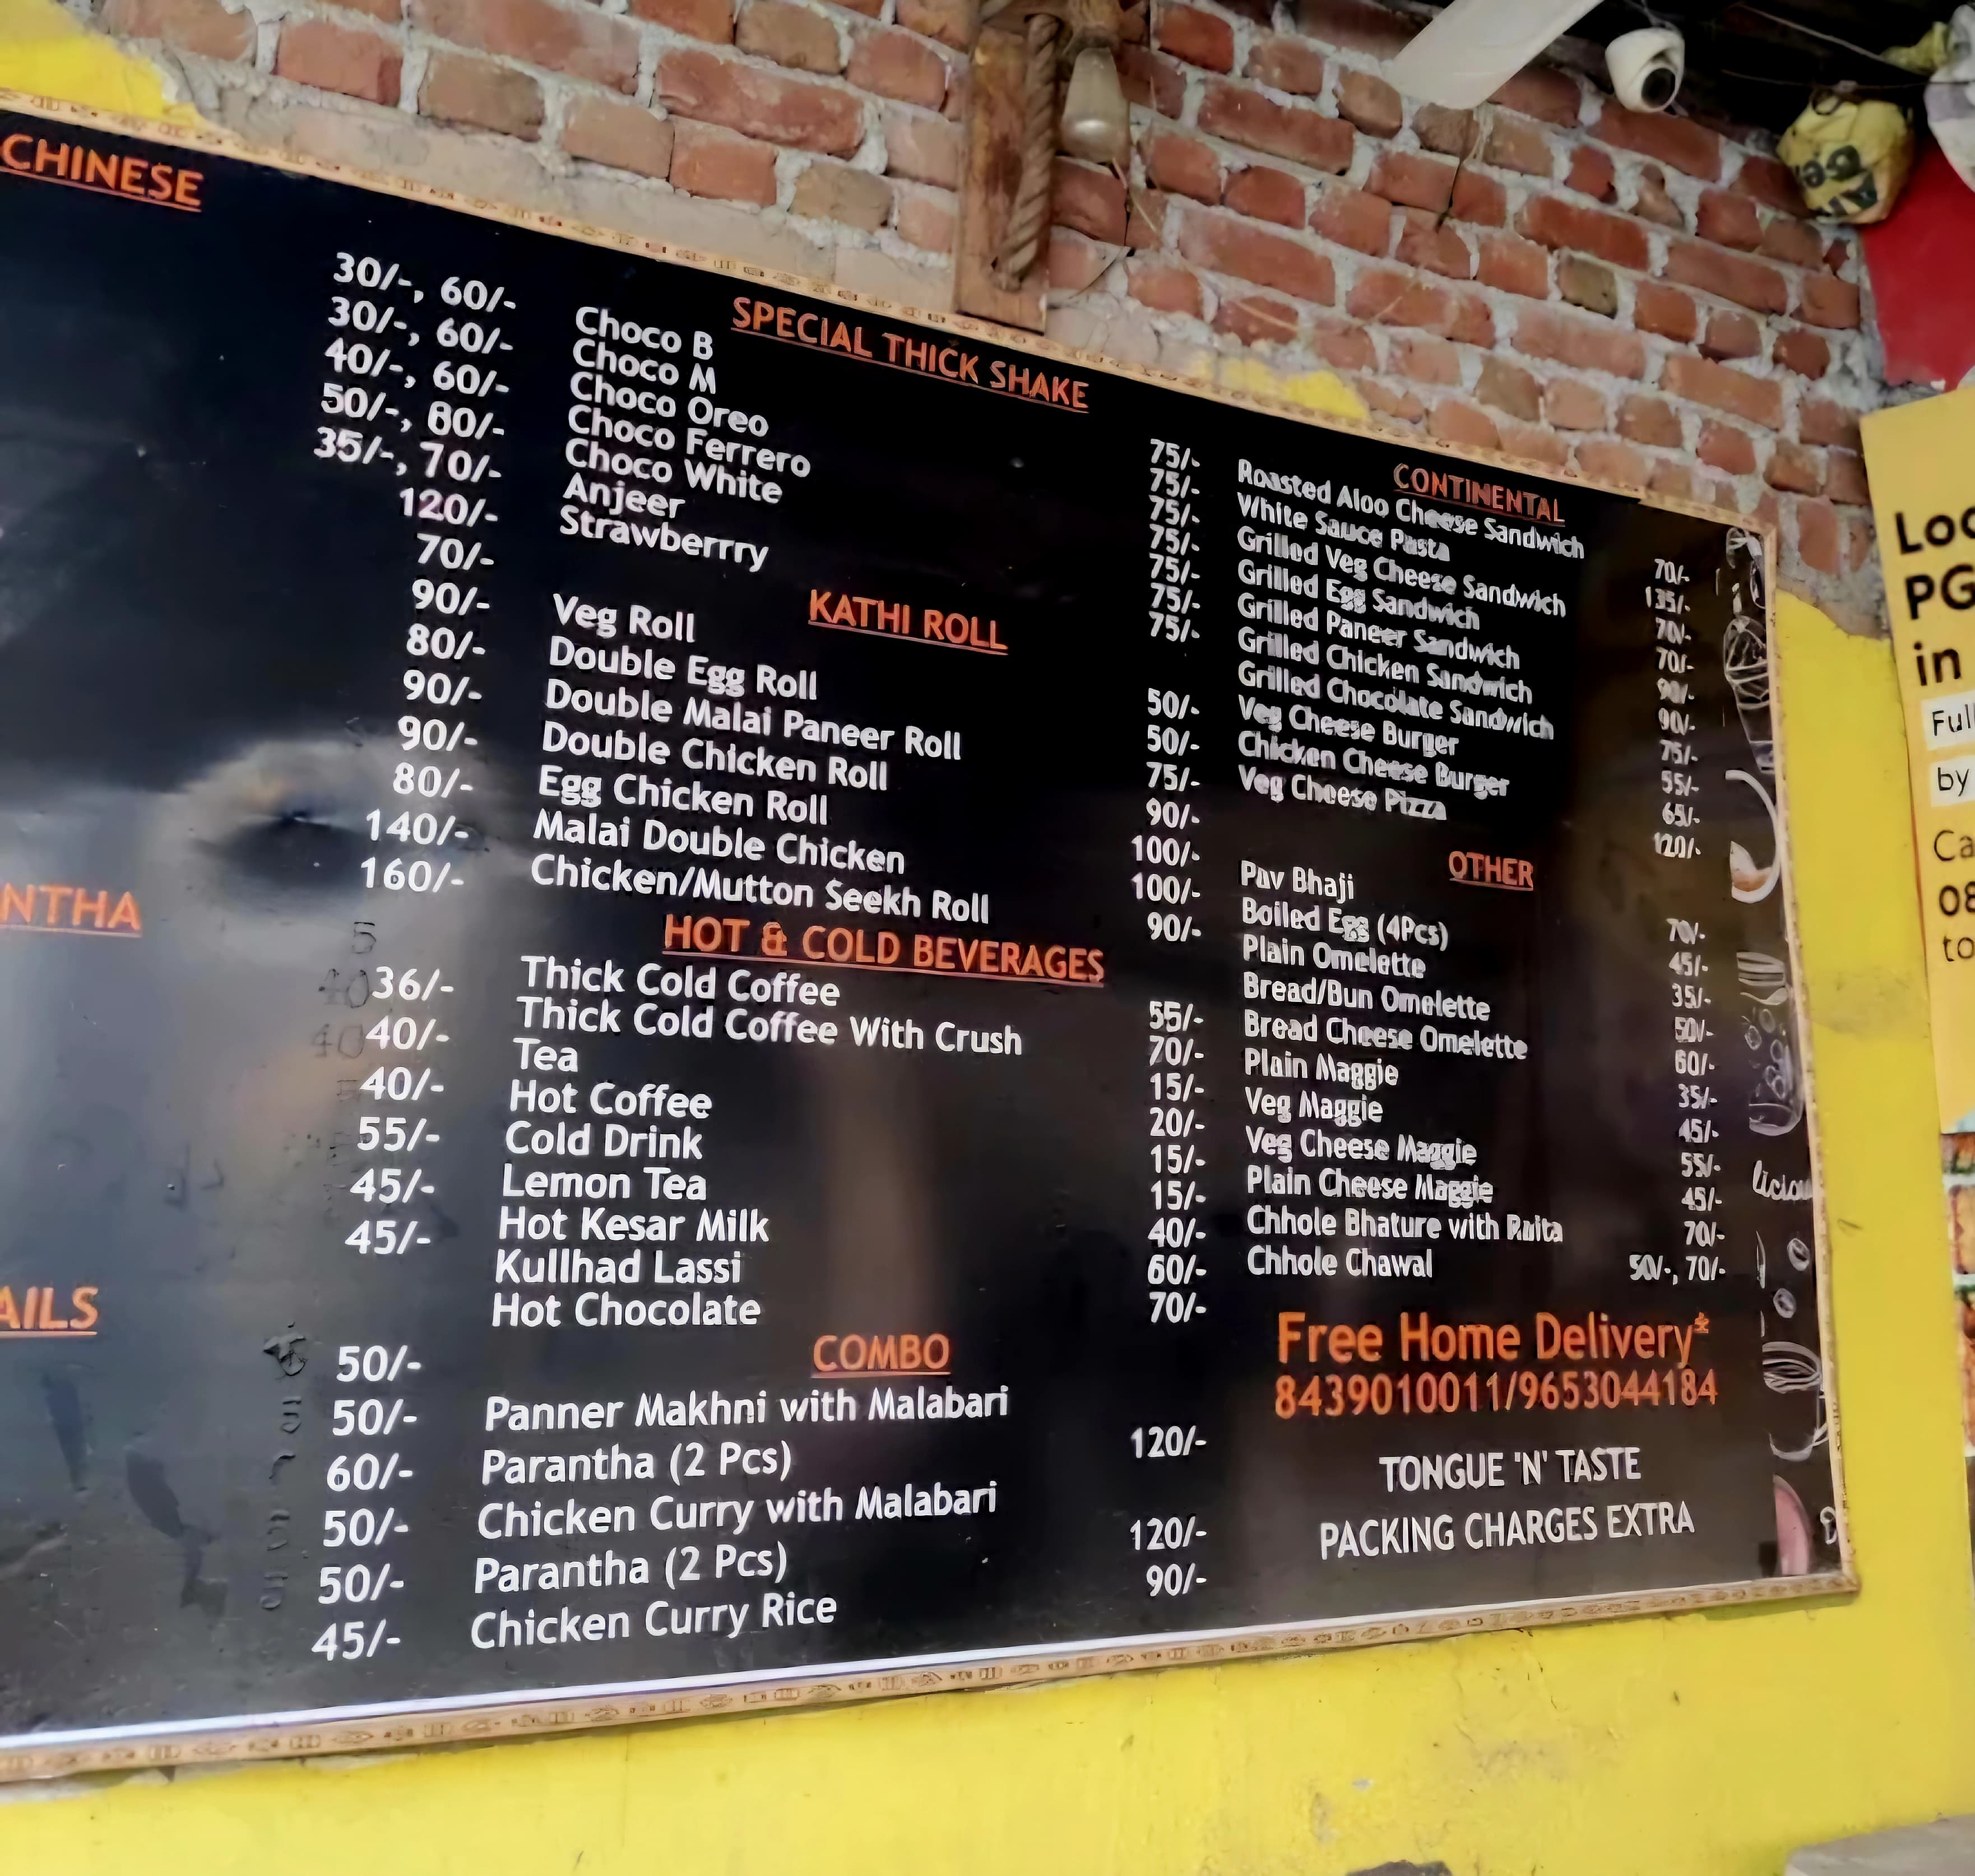 CHINESE
30/-, 60/-
30/-, 60/-
40/-, 60/-
50/-, 80/-
35/-, 70/-
120/-
70/-
90/-
80/-
90/-
90/-
80/-
140/-
160/-
NTHA
36/-
40/-
40/-
55/-
45/-
45/-
AILS
50/-
50/-
60/-
50/-
50/-
45/-
SPECIAL THICK SHAKE
Choco B 75/-
Choco M 75/-
Choco Oreo 75/-
Choco Ferrero 75/-
Choco White 75/-
Anjeer 75/-
Strawberrry 75/-
KATHI ROLL
Veg Roll 50/-
Double Egg Roll 50/-
Double Malai Paneer Roll 75/-
Double Chicken Roll 90/-
Egg Chicken Roll 100/-
Malai Double Chicken 100/-
Chicken/Mutton Seekh Roll 90/-
HOT & COLD BEVERAGES
Thick Cold Coffee 55/-
Thick Cold Coffee With Crush 70/-
Tea 15/-
Hot Coffee 20/-
Cold Drink 15/-
Lemon Tea 15/-
Hot Kesar Milk 40/-
Kullhad Lassi 60/-
Hot Chocolate 70/-
COMBO
Panner Makhni with Malabari
Parantha (2 Pcs) 120/-
Chicken Curry with Malabari
Parantha (2 Pcs) 120/-
Chicken Curry Rice 90/-
CONTINENTAL
Roasted Aloo Cheese Sandwich 70/-
White Sauce Pasta 135/-
Grilled Veg Cheese Sandwich 70/-
Grilled Egg Sandwich 70/-
Grilled Paneer Sandwich 90/-
Grilled Chicken Sandwich 90/-
Grilled Chocolate Sandwich 75/-
Veg Cheese Burger 55/-
Chicken Cheese Burger 65/-
Veg Cheese Pizza 120/-
OTHER
Pav Bhaji 70/-
Boiled Egg (4Pcs) 45/-
Plain Omelette 35/-
Bread/Bun Omelette 50/-
Bread Cheese Omelette 60/-
Plain Maggie 35/-
Veg Maggie 45/-
Veg Cheese Maggie 55/-
Plain Cheese Maggie 45/-
Chhole Bhature with Raita 70/-
Chhole Chawal 50/-, 70/-
Free Home Delivery*
8439010011/9653044184
TONGUE 'N' TASTE
PACKING CHARGES EXTRA
licious
Loc
PG
in
Full
by
Ca
08
to